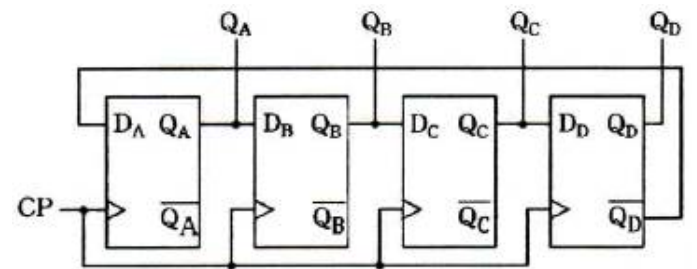 Q_A Q_B Q_C Q_D
D_A Q_A D_B Q_B D_C Q_C D_D Q_D
CP Q̅_A Q̅_B Q̅_C Q̅_D